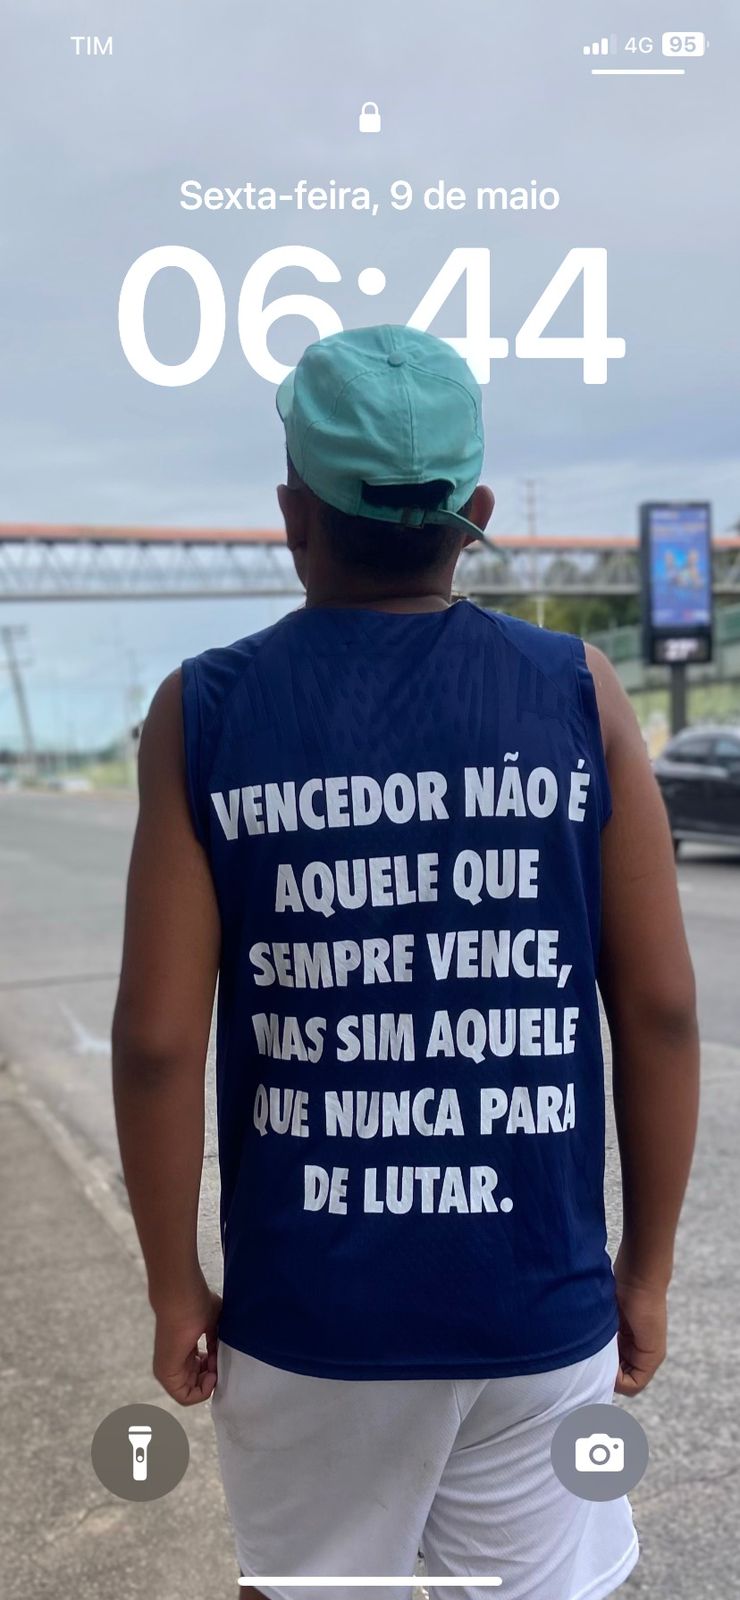 TIM 4G 95
Sexta-feira, 9 de maio
06:44
VENCEDOR NÃO É
AQUELE QUE
SEMPRE VENCE,
MAS SIM AQUELE
QUE NUNCA PARA
DE LUTAR.